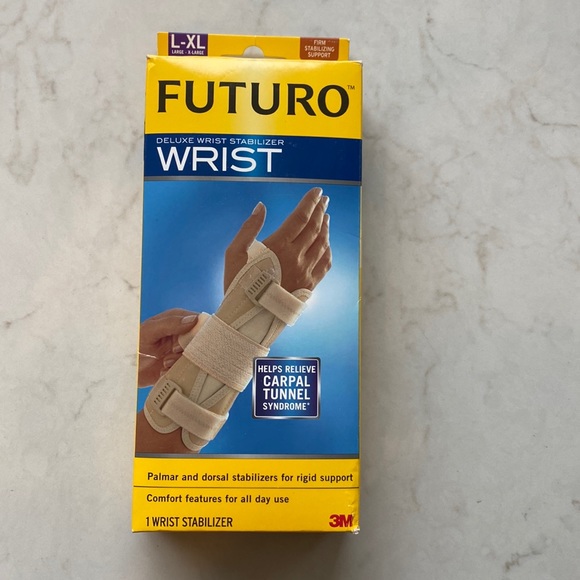 L-XL
LARGE - X-LARGE
FIRM
STABILIZING
SUPPORT
FUTURO™
DELUXE WRIST STABILIZER
WRIST
HELPS RELIEVE
CARPAL
TUNNEL
SYNDROME*
Palmar and dorsal stabilizers for rigid support
Comfort features for all day use
1 WRIST STABILIZER
3M